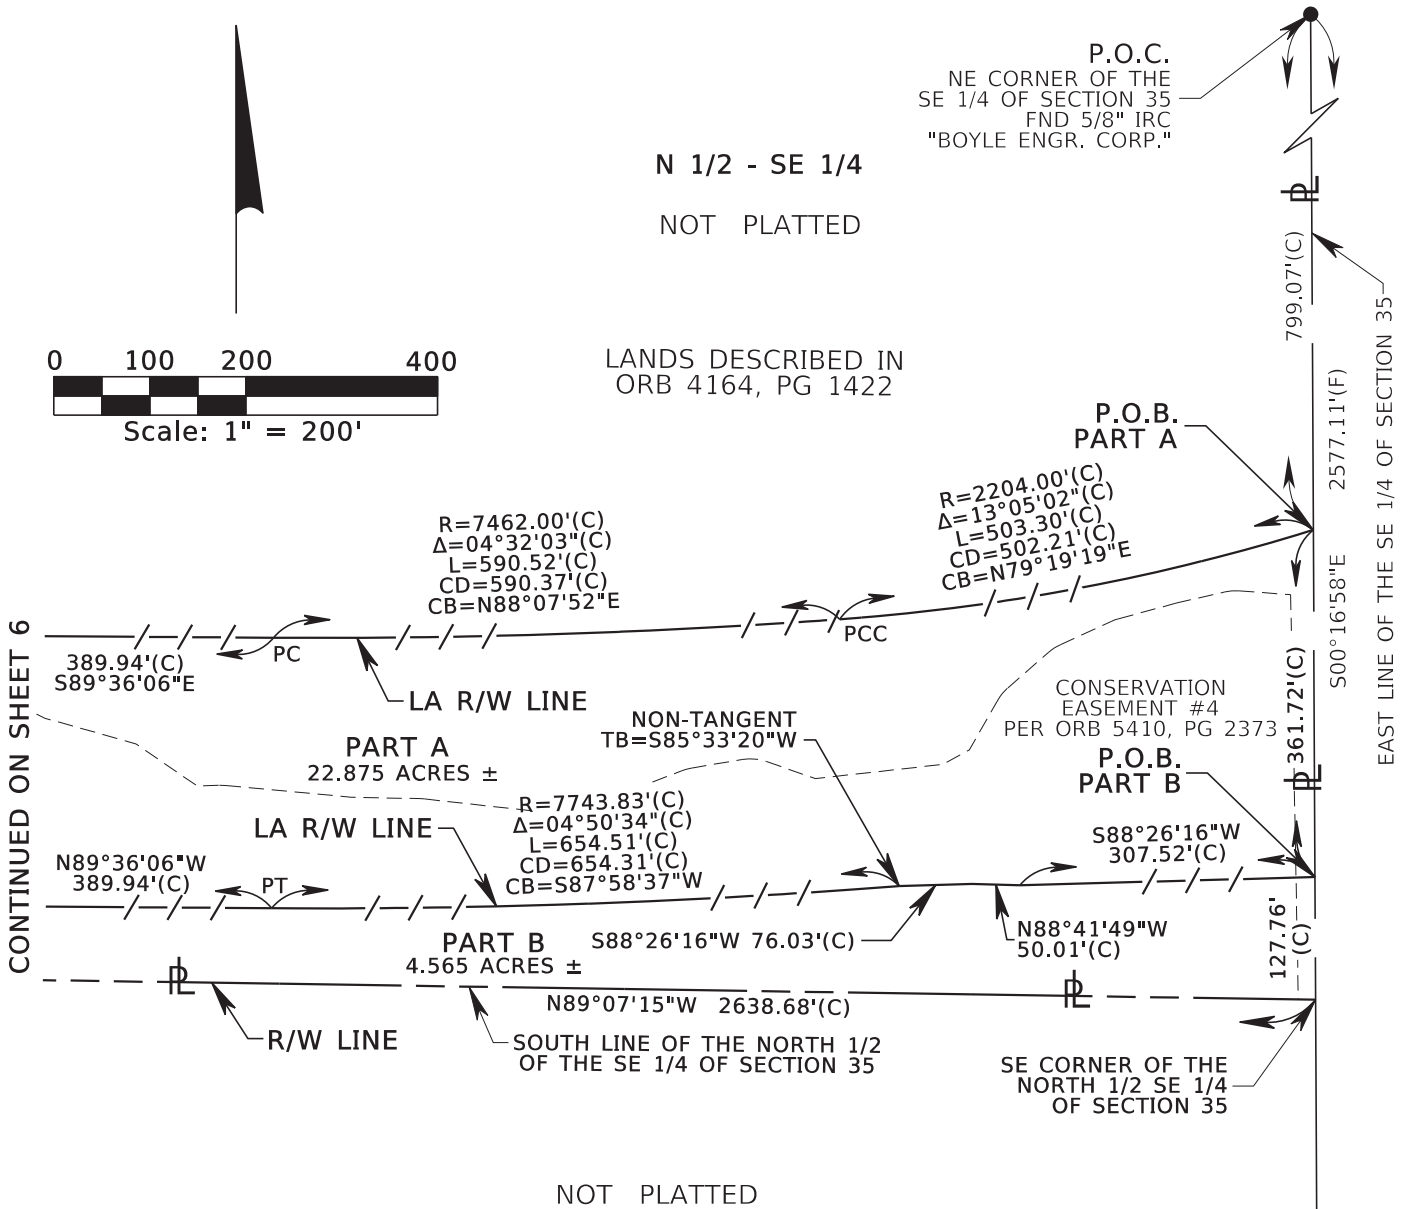 P.O.C.
NE CORNER OF THE
SE 1/4 OF SECTION 35
FND 5/8" IRC
"BOYLE ENGR. CORP."
N 1/2 - SE 1/4
NOT PLATTED
PL
799.07'(C)
2577.11'(F)
S00°16'58"E
EAST LINE OF THE SE 1/4 OF SECTION 35
0 100 200 400
Scale: 1" = 200'
LANDS DESCRIBED IN
ORB 4164, PG 1422
P.O.B.
PART A
R=7462.00'(C)
Δ=04°32'03"(C)
L=590.52'(C)
CD=590.37'(C)
CB=N88°07'52"E
R=2204.00'(C)
Δ=13°05'02"(C)
L=503.30'(C)
CD=502.21'(C)
CB=N79°19'19"E
CONTINUED ON SHEET 6
389.94'(C)
S89°36'06"E
PC
PCC
LA R/W LINE
PART A
22.875 ACRES ±
NON-TANGENT
TB=S85°33'20"W
CONSERVATION
EASEMENT #4
PER ORB 5410, PG 2373
361.72'(C)
PL
P.O.B.
PART B
R=7743.83'(C)
Δ=04°50'34"(C)
L=654.51'(C)
CD=654.31'(C)
CB=S87°58'37"W
LA R/W LINE
S88°26'16"W
307.52'(C)
N89°36'06"W
389.94'(C)
PT
PART B
4.565 ACRES ±
S88°26'16"W 76.03'(C)
N88°41'49"W
50.01'(C)
127.76'
(C)
PL
PL
N89°07'15"W 2638.68'(C)
R/W LINE
SOUTH LINE OF THE NORTH 1/2
OF THE SE 1/4 OF SECTION 35
SE CORNER OF THE
NORTH 1/2 SE 1/4
OF SECTION 35
NOT PLATTED